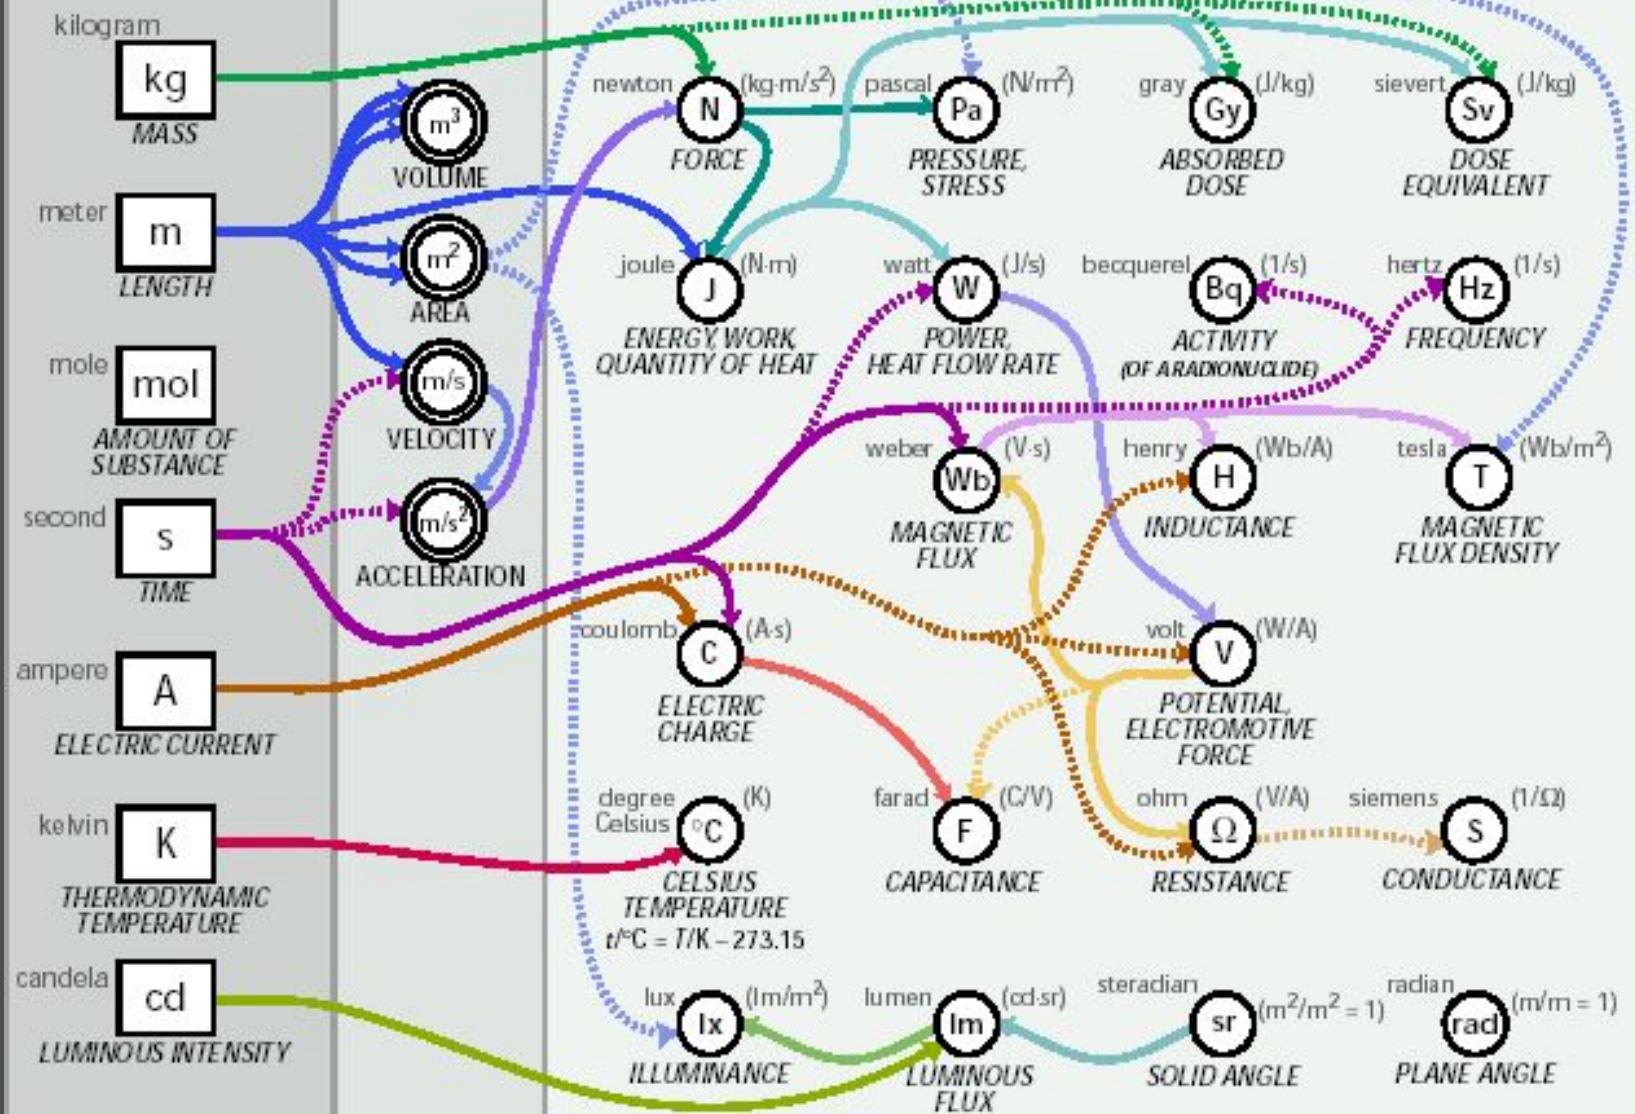 kilogram
kg
MASS
meter
m
LENGTH
mole
mol
AMOUNT OF
SUBSTANCE
second
s
TIME
ampere
A
ELECTRIC CURRENT
kelvin
K
THERMODYNAMIC
TEMPERATURE
candela
cd
LUMINOUS INTENSITY
m³
VOLUME
m²
AREA
m/s
VELOCITY
m/s²
ACCELERATION
newton
N
(kg·m/s²)
FORCE
pascal
Pa
(N/m²)
PRESSURE,
STRESS
gray
Gy
(J/kg)
ABSORBED
DOSE
sievert
Sv
(J/kg)
DOSE
EQUIVALENT
joule
J
(N·m)
ENERGY, WORK,
QUANTITY OF HEAT
watt
W
(J/s)
POWER,
HEAT FLOW RATE
becquerel
Bq
(1/s)
ACTIVITY
(OF A RADIONUCLIDE)
hertz
Hz
(1/s)
FREQUENCY
weber
Wb
(V·s)
MAGNETIC
FLUX
henry
H
(Wb/A)
INDUCTANCE
tesla
T
(Wb/m²)
MAGNETIC
FLUX DENSITY
coulomb
C
(A·s)
ELECTRIC
CHARGE
volt
V
(W/A)
POTENTIAL,
ELECTROMOTIVE
FORCE
degree
Celsius
°C
(K)
CELSIUS
TEMPERATURE
t/°C = T/K – 273.15
farad
F
(C/V)
CAPACITANCE
ohm
Ω
(V/A)
RESISTANCE
siemens
S
(1/Ω)
CONDUCTANCE
lux
lx
(lm/m²)
ILLUMINANCE
lumen
lm
(cd·sr)
LUMINOUS
FLUX
steradian
sr
(m²/m² = 1)
SOLID ANGLE
radian
rad
(m/m = 1)
PLANE ANGLE